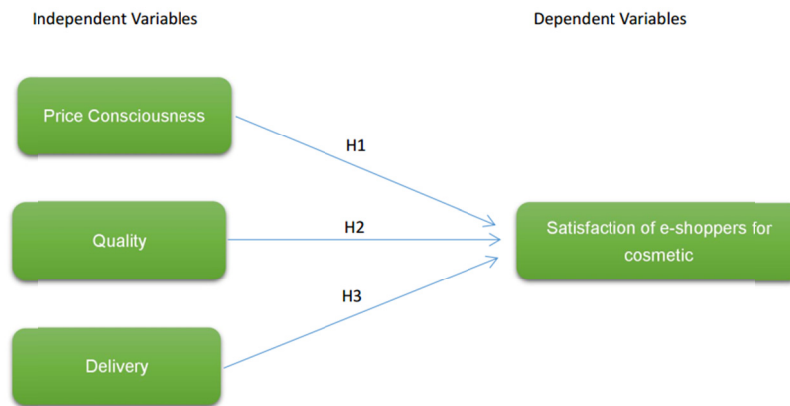 Independent Variables
Dependent Variables
Price Consciousness
H1
Quality
H2
Satisfaction of e-shoppers for
cosmetic
H3
Delivery